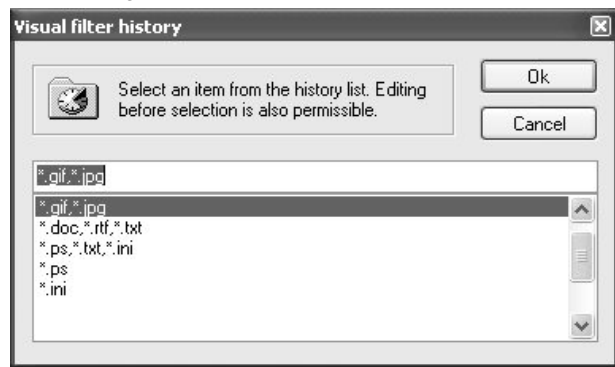 Visual filter history
Select an item from the history list. Editing
before selection is also permissible.
Ok
Cancel
*.gif,*.jpg
*.gif,*.jpg
*.doc,*.rtf,*.txt
*.ps,*.txt,*.ini
*.ps
*.ini